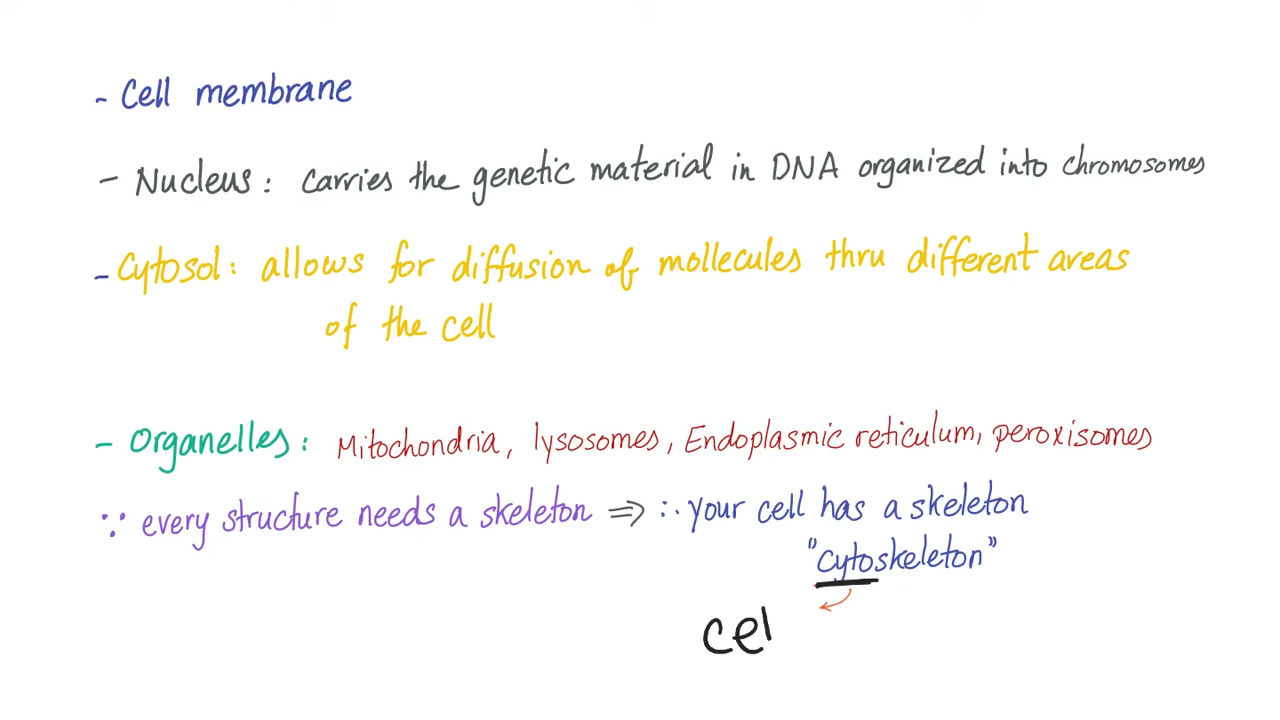 - Cell membrane
- Nucleus: carries the genetic material in DNA organized into chromosomes
- Cytosol: allows for diffusion of mollecules thru different areas
of the cell
- Organelles: Mitochondria, lysosomes, Endoplasmic reticulum, peroxisomes
∵ every structure needs a skeleton ⇒ ∴ your cell has a skeleton
"cytoskeleton"
cel